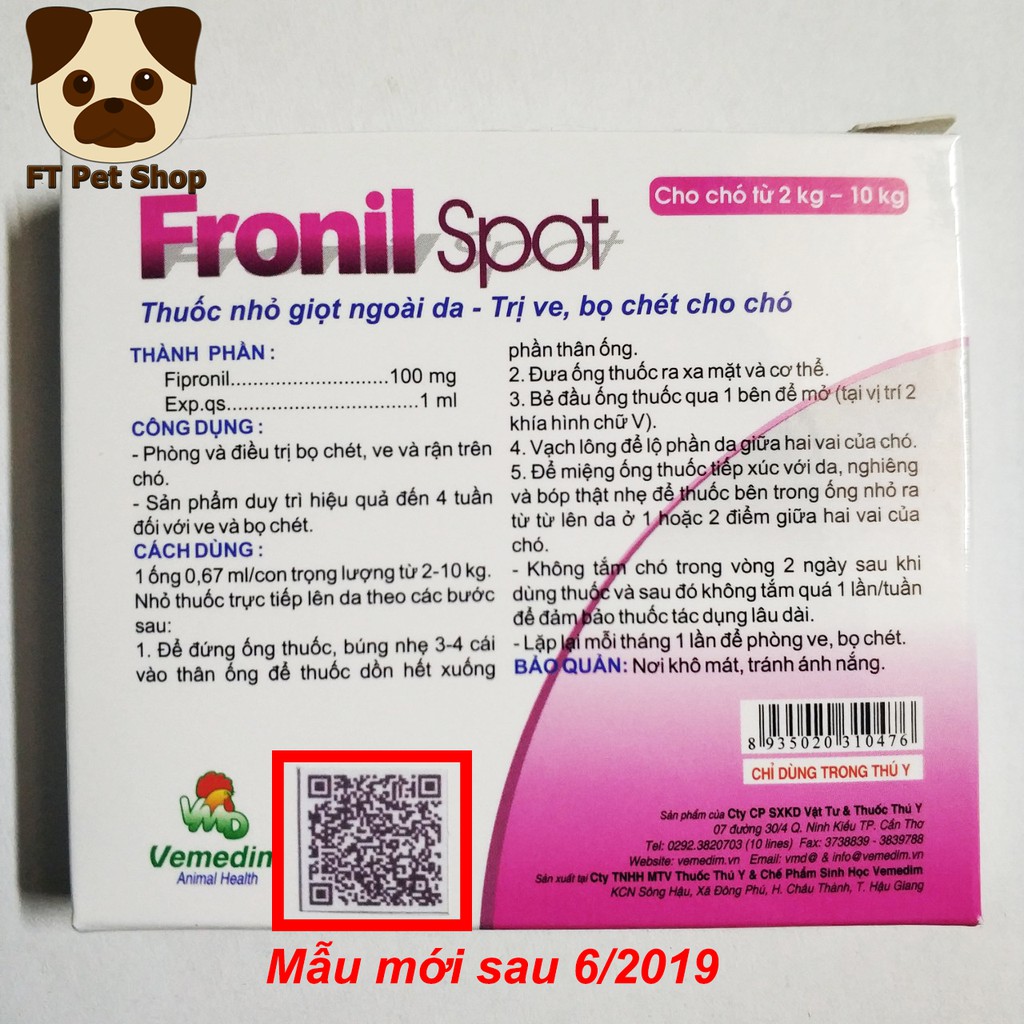 FT Pet Shop
Fronil Spot
Cho chó từ 2 kg – 10 kg
Thuốc nhỏ giọt ngoài da - Trị ve, bọ chét cho chó
THÀNH PHẦN :
Fipronil............................100 mg
Exp.qs..................................1 ml
CÔNG DỤNG :
- Phòng và điều trị bọ chét, ve và rận trên
chó.
- Sản phẩm duy trì hiệu quả đến 4 tuần
đối với ve và bọ chét.
CÁCH DÙNG :
1 ống 0,67 ml/con trọng lượng từ 2-10 kg.
Nhỏ thuốc trực tiếp lên da theo các bước
sau:
1. Để đứng ống thuốc, búng nhẹ 3-4 cái
vào thân ống để thuốc dồn hết xuống
phần thân ống.
2. Đưa ống thuốc ra xa mặt và cơ thể.
3. Bẻ đầu ống thuốc qua 1 bên để mở (tại vị trí 2
khía hình chữ V).
4. Vạch lông để lộ phần da giữa hai vai của chó.
5. Để miệng ống thuốc tiếp xúc với da, nghiêng
và bóp thật nhẹ để thuốc bên trong ống nhỏ ra
từ từ lên da ở 1 hoặc 2 điểm giữa hai vai của
chó.
- Không tắm chó trong vòng 2 ngày sau khi
dùng thuốc và sau đó không tắm quá 1 lần/tuần
để đảm bảo thuốc tác dụng lâu dài.
- Lặp lại mỗi tháng 1 lần để phòng ve, bọ chét.
BẢO QUẢN: Nơi khô mát, tránh ánh nắng.
8 935020 310476
CHỈ DÙNG TRONG THÚ Y
VMD
Vemedim
Animal Health
Sản phẩm của Cty CP SXKD Vật Tư & Thuốc Thú Y
07 đường 30/4 Q. Ninh Kiều TP. Cần Thơ
Tel: 0292.3820703 (10 lines) Fax: 3738839 - 3839788
Website: vemedim.vn Email: vmd@ & info@vemedim.vn
Sản xuất tại Cty TNHH MTV Thuốc Thú Y & Chế Phẩm Sinh Học Vemedim
KCN Sông Hậu, Xã Đông Phú, H. Châu Thành, T. Hậu Giang
Mẫu mới sau 6/2019